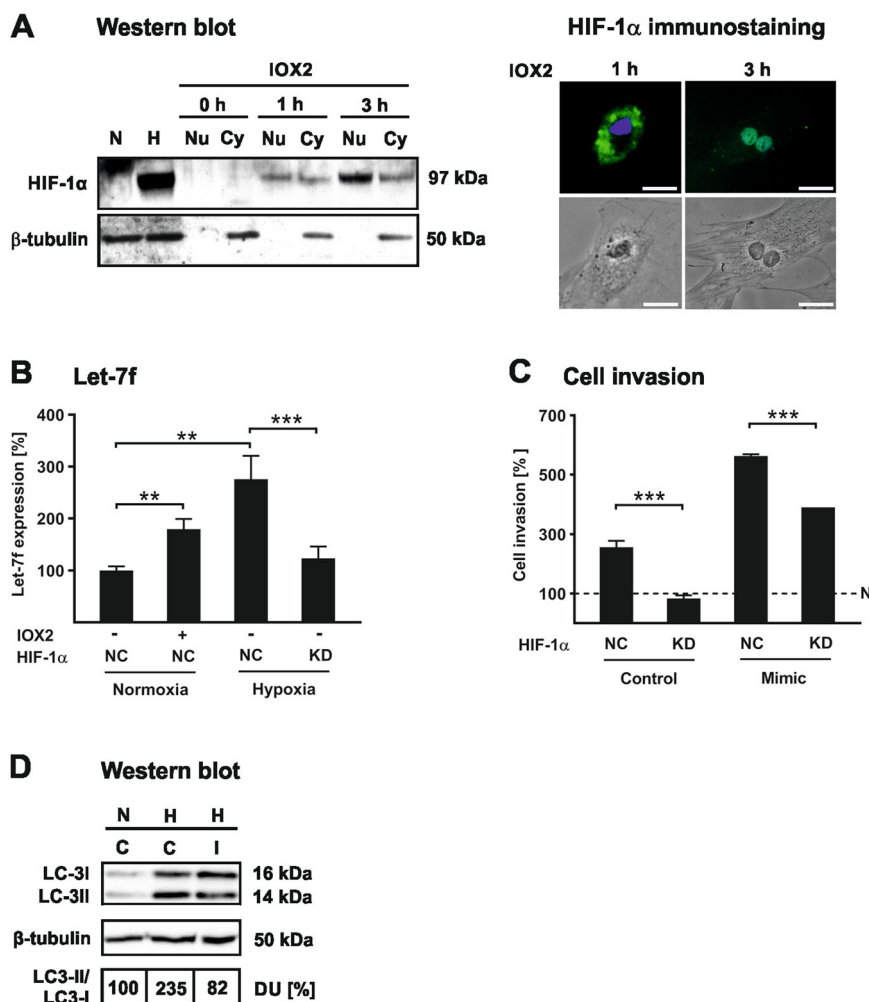 A Western blot
HIF-1α immunostaining
IOX2
0 h 1 h 3 h
N H Nu Cy Nu Cy Nu Cy
HIF-1α 97 kDa
β-tubulin 50 kDa
IOX2 1 h 3 h
B Let-7f
Let-7f expression [%]
400
300
200
100
** ** ***
IOX2 - + - -
HIF-1α NC NC NC KD
Normoxia Hypoxia
C Cell invasion
Cell invasion [%]
700
500
300
100
*** ***
N
HIF-1α NC KD NC KD
Control Mimic
D Western blot
N H H
C C I
LC-3I 16 kDa
LC-3II 14 kDa
β-tubulin 50 kDa
LC3-II/
LC3-I 100 235 82 DU [%]